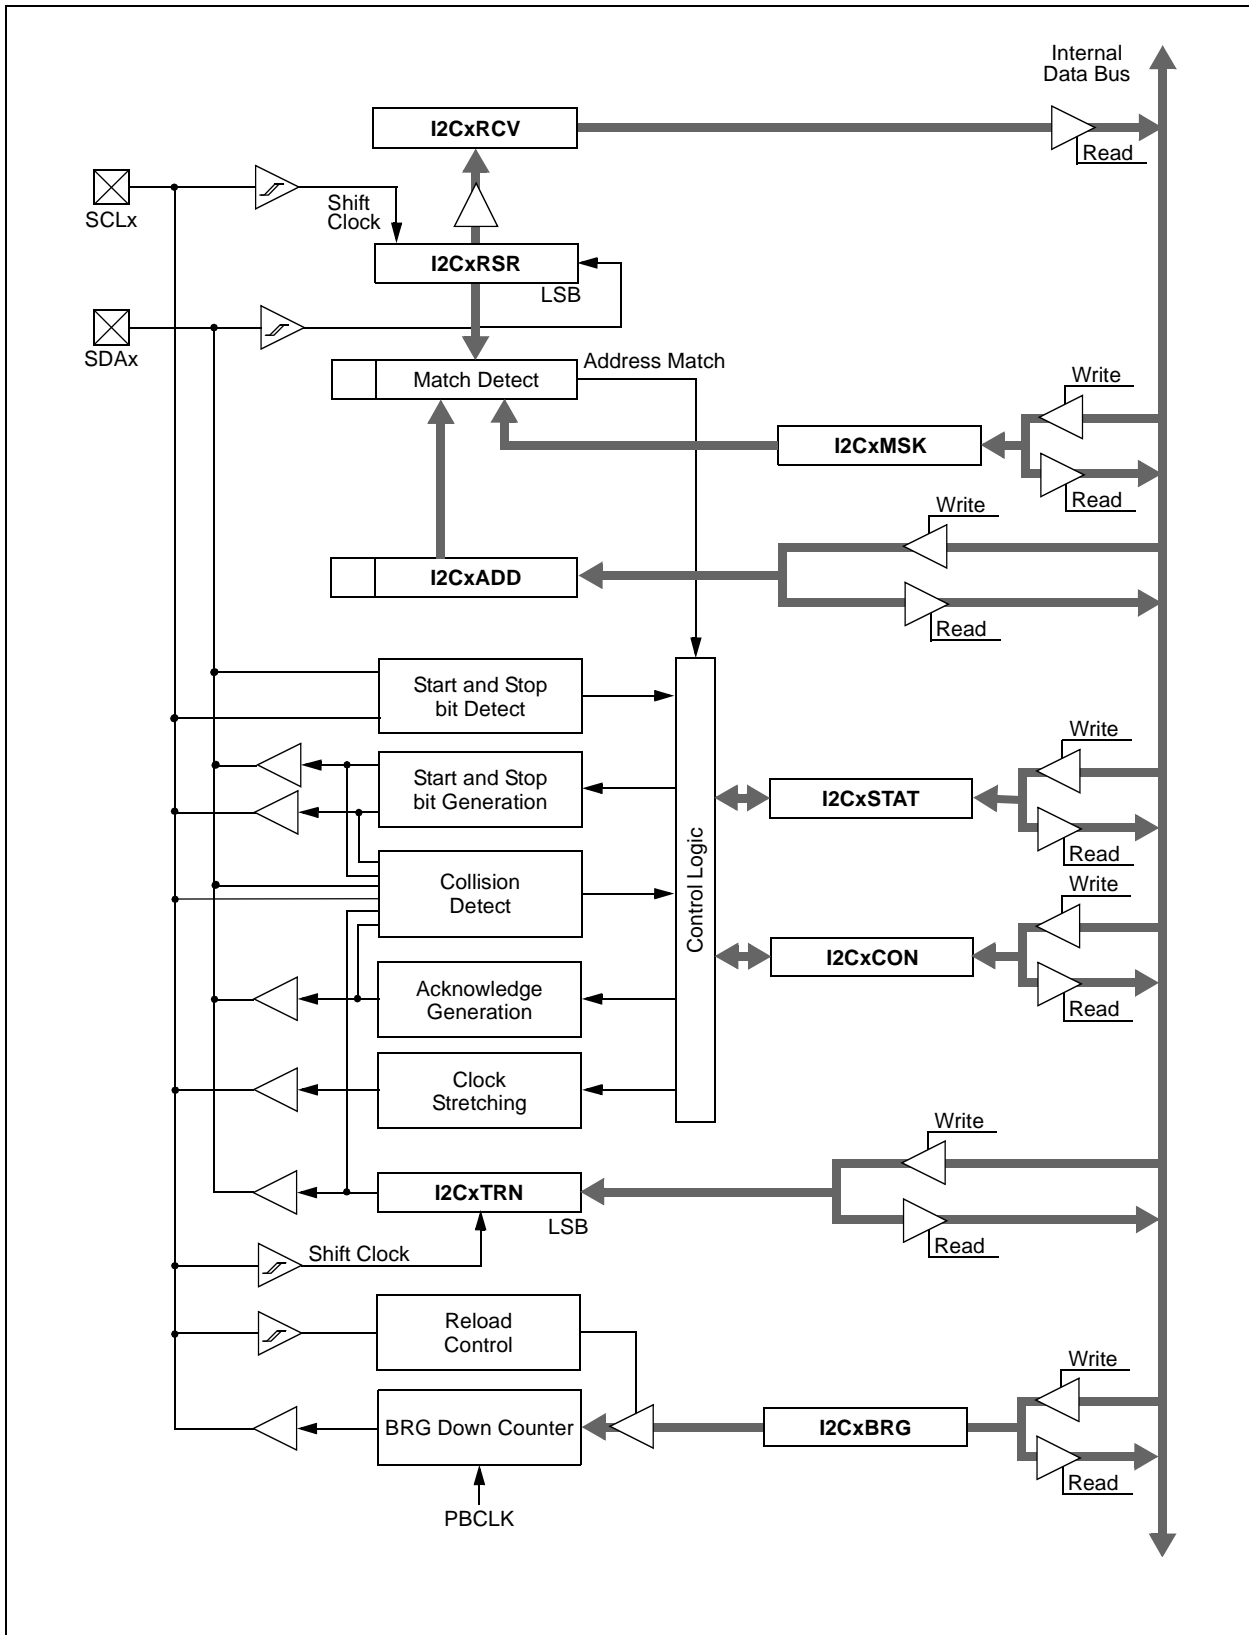 Internal
Data Bus
I2CxRCV
Read
SCLx
Shift
Clock
I2CxRSR
LSB
SDAx
Address Match
Match Detect
Write
I2CxMSK
Read
Write
I2CxADD
Read
Start and Stop
bit Detect
Write
Start and Stop
bit Generation
I2CxSTAT
Read
Control Logic
Collision
Detect
Write
I2CxCON
Read
Acknowledge
Generation
Clock
Stretching
Write
I2CxTRN
LSB
Read
Shift Clock
Reload
Control
Write
BRG Down Counter
I2CxBRG
Read
PBCLK